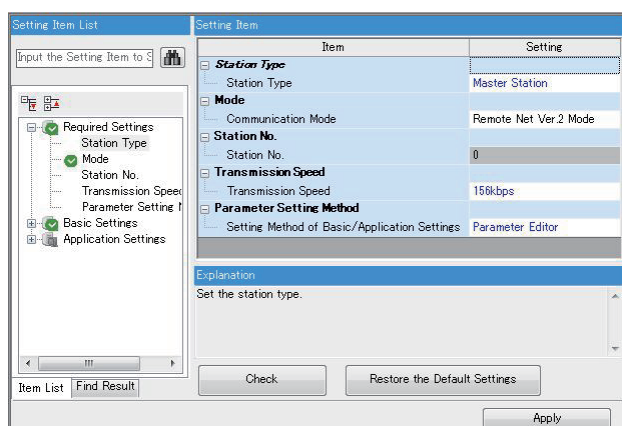 Setting Item List
Input the Setting Item to S
Required Settings
Station Type
Mode
Station No.
Transmission Speed
Parameter Setting M
Basic Settings
Application Settings
Item List
Find Result
Setting Item
Item Setting
Station Type
Station Type Master Station
Mode
Communication Mode Remote Net Ver.2 Mode
Station No.
Station No. 0
Transmission Speed
Transmission Speed 156kbps
Parameter Setting Method
Setting Method of Basic/Application Settings Parameter Editor
Explanation
Set the station type.
Check
Restore the Default Settings
Apply